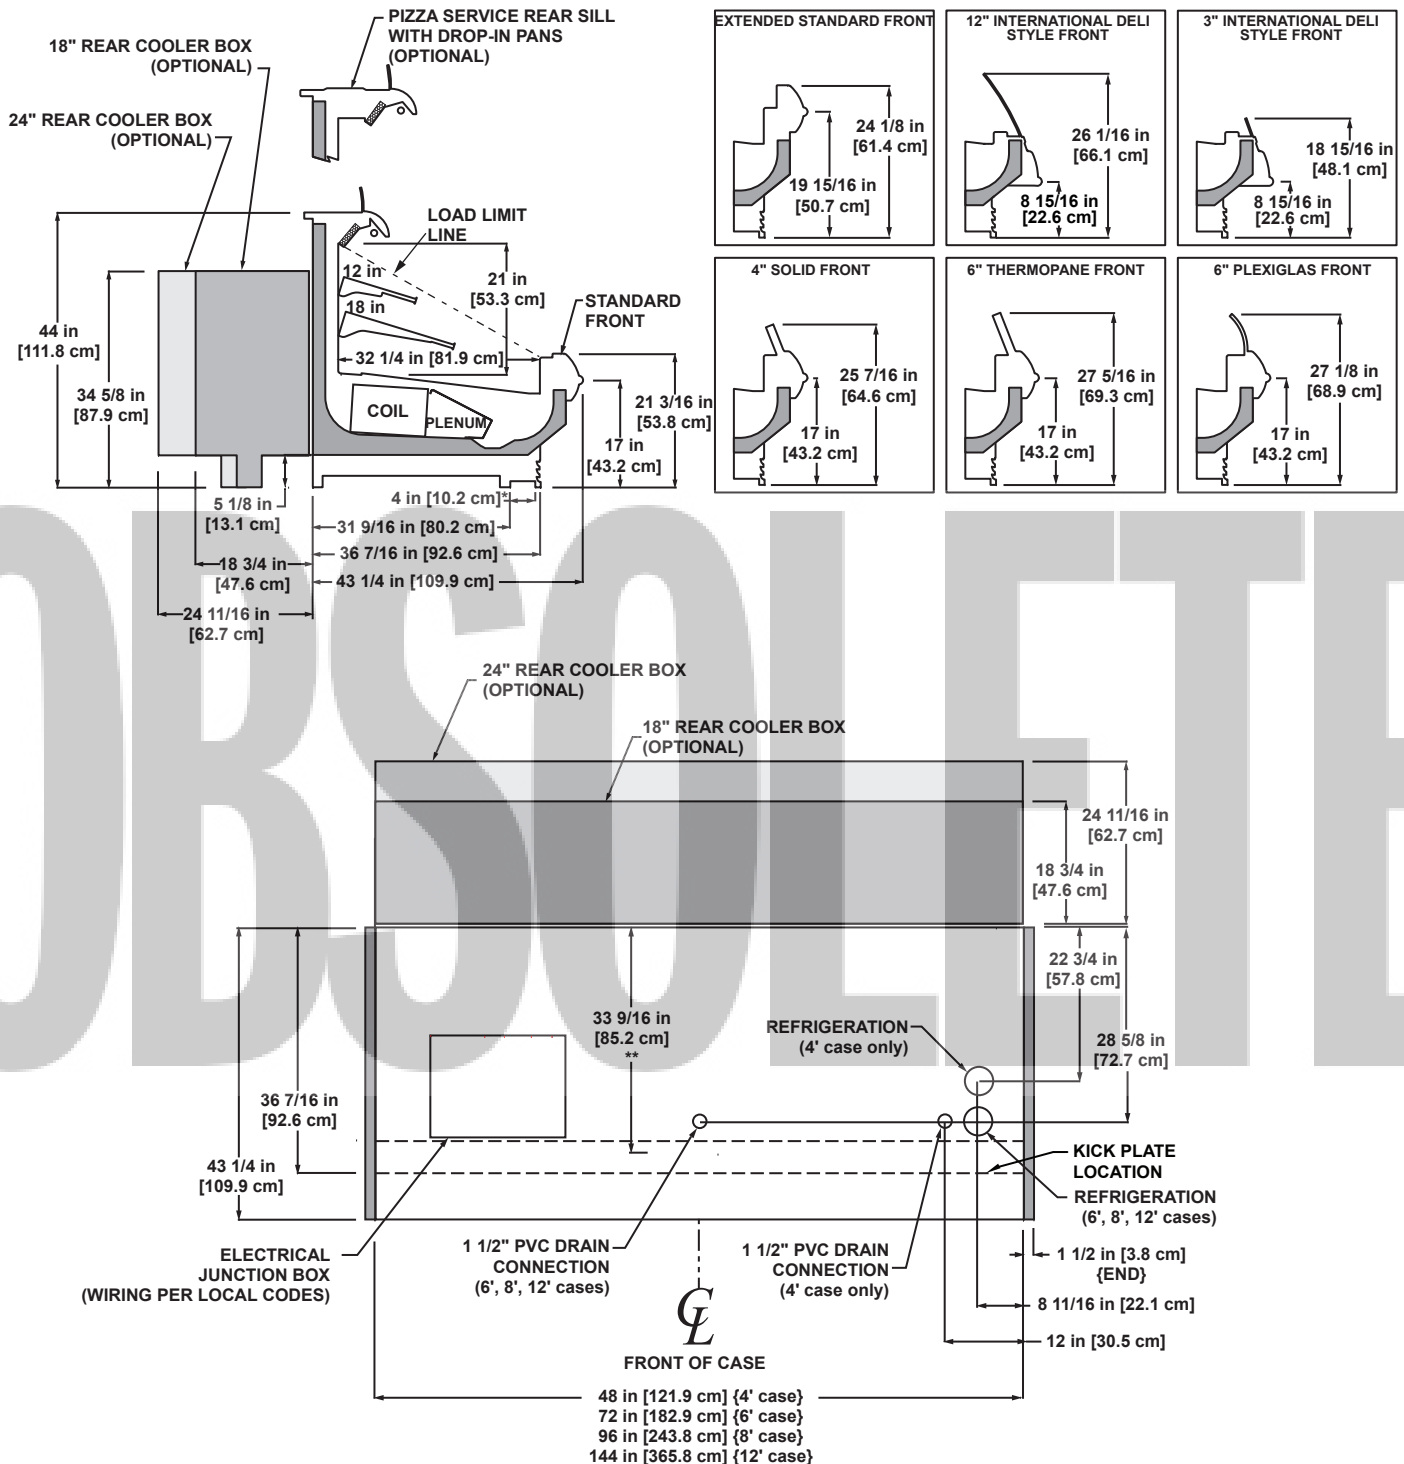 PIZZA SERVICE REAR SILL
WITH DROP-IN PANS
(OPTIONAL)
18" REAR COOLER BOX
(OPTIONAL)
24" REAR COOLER BOX
(OPTIONAL)
LOAD LIMIT
LINE
12 in
18 in
21 in
[53.3 cm]
STANDARD
FRONT
32 1/4 in [81.9 cm]
44 in
[111.8 cm]
34 5/8 in
[87.9 cm]
COIL
PLENUM
21 3/16 in
[53.8 cm]
17 in
[43.2 cm]
5 1/8 in
[13.1 cm]
4 in [10.2 cm]*
31 9/16 in [80.2 cm]
36 7/16 in [92.6 cm]
18 3/4 in
[47.6 cm]
43 1/4 in [109.9 cm]
24 11/16 in
[62.7 cm]
EXTENDED STANDARD FRONT
24 1/8 in
[61.4 cm]
19 15/16 in
[50.7 cm]
12" INTERNATIONAL DELI
STYLE FRONT
26 1/16 in
[66.1 cm]
8 15/16 in
[22.6 cm]
3" INTERNATIONAL DELI
STYLE FRONT
18 15/16 in
[48.1 cm]
8 15/16 in
[22.6 cm]
4" SOLID FRONT
25 7/16 in
[64.6 cm]
17 in
[43.2 cm]
6" THERMOPANE FRONT
27 5/16 in
[69.3 cm]
17 in
[43.2 cm]
6" PLEXIGLAS FRONT
27 1/8 in
[68.9 cm]
17 in
[43.2 cm]
OBSOLETE
24" REAR COOLER BOX
(OPTIONAL)
18" REAR COOLER BOX
(OPTIONAL)
24 11/16 in
[62.7 cm]
18 3/4 in
[47.6 cm]
22 3/4 in
[57.8 cm]
33 9/16 in
[85.2 cm]
**
REFRIGERATION
(4' case only)
28 5/8 in
[72.7 cm]
36 7/16 in
[92.6 cm]
43 1/4 in
[109.9 cm]
KICK PLATE
LOCATION
REFRIGERATION
(6', 8', 12' cases)
ELECTRICAL
JUNCTION BOX
(WIRING PER LOCAL CODES)
1 1/2" PVC DRAIN
CONNECTION
(6', 8', 12' cases)
1 1/2" PVC DRAIN
CONNECTION
(4' case only)
1 1/2 in [3.8 cm]
{END}
8 11/16 in [22.1 cm]
12 in [30.5 cm]
CL
FRONT OF CASE
48 in [121.9 cm] {4' case}
72 in [182.9 cm] {6' case}
96 in [243.8 cm] {8' case}
144 in [365.8 cm] {12' case}